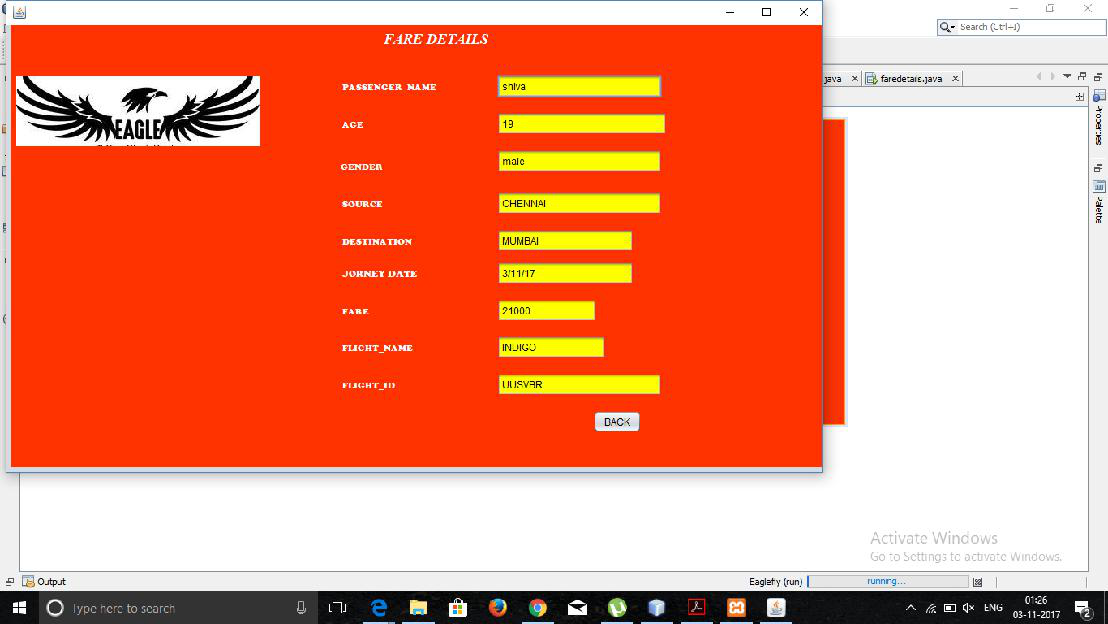 Search (Ctrl+I)
FARE DETAILS
.java
faredetails.java
EAGLE
PASSENGER NAME shiva
AGE 19
GENDER male
SOURCE CHENNAI
DESTINATION MUMBAI
JORNEY DATE 3/11/17
FARE 21000
FLIGHT_NAME INDIGO
FLIGHT_ID
BACK
Properties
Palette
Activate Windows
Go to Settings to activate Windows.
Output
Eaglefly (run)
running...
Type here to search
ENG
01:26
03-11-2017
2